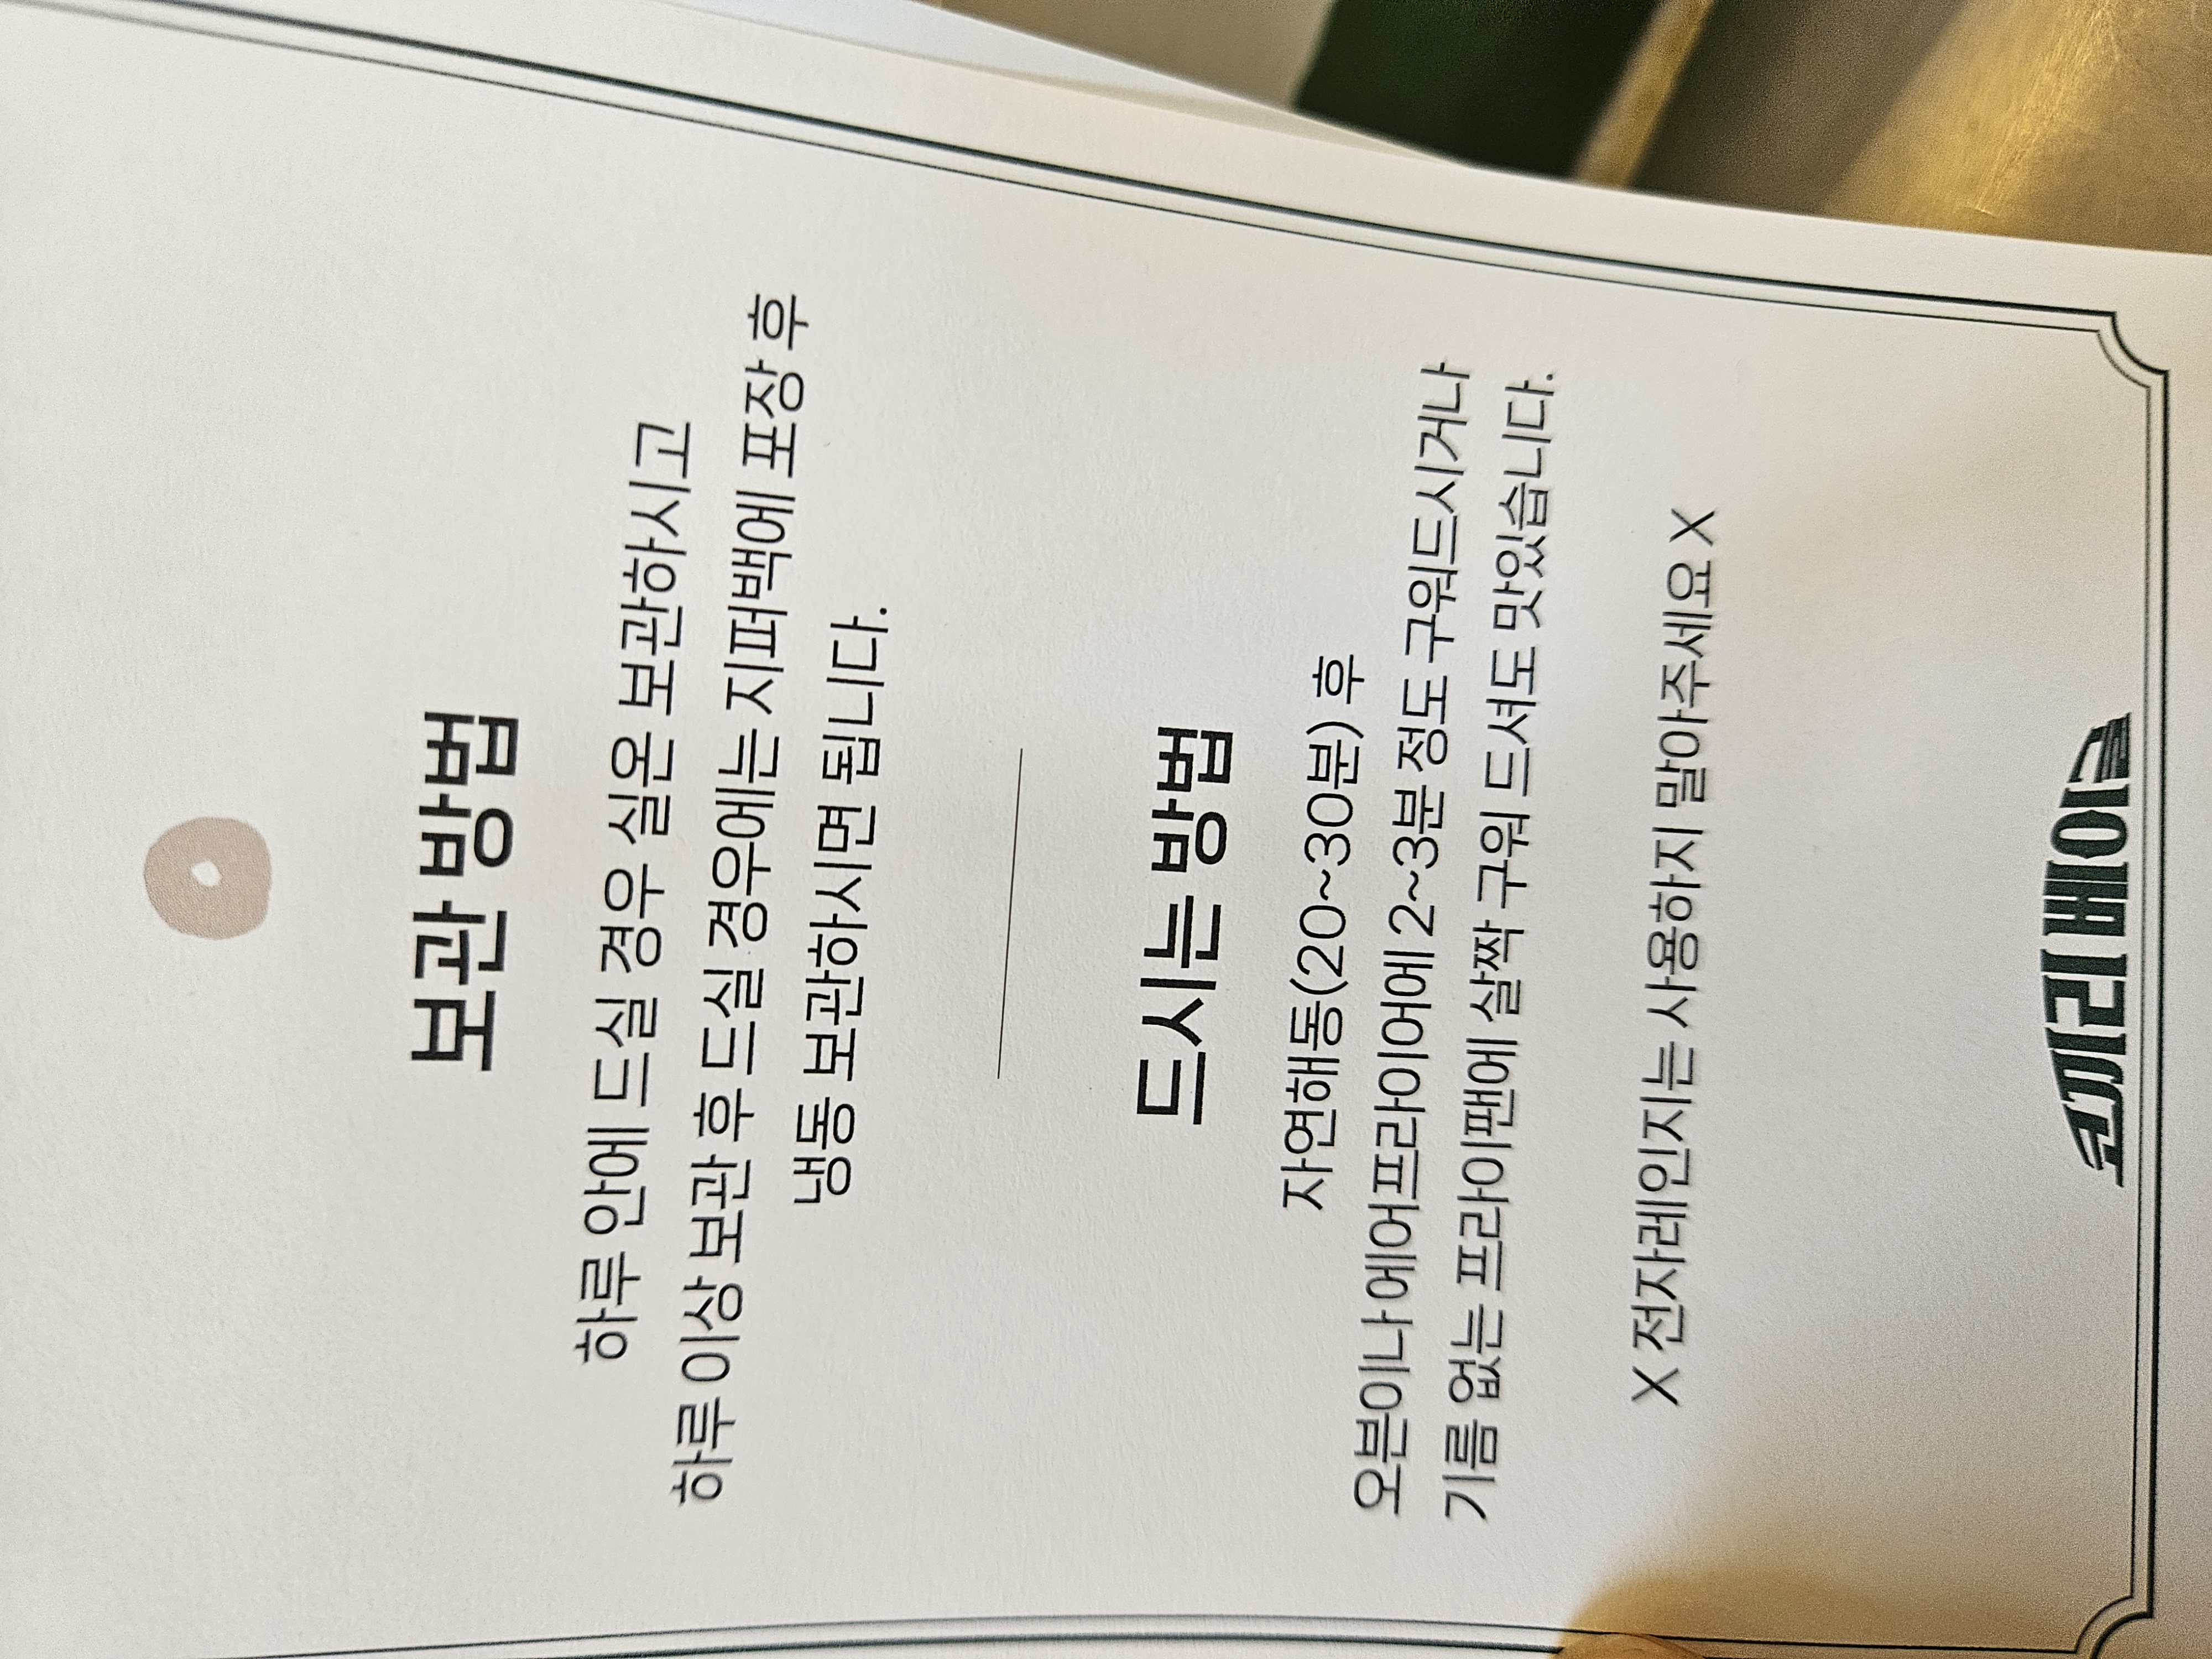 보관 방법
하루 안에 드실 경우 실온 보관하시고
하루 이상 보관 후 드실 경우에는 지퍼백에 포장 후
냉동 보관하시면 됩니다.
드시는 방법
자연해동(20~30분) 후
오븐이나 에어프라이어에 2~3분 정도 구워드시거나
기름 없는 프라이팬에 살짝 구워 드셔도 맛있습니다.
X 전자레인지는 사용하지 말아주세요 X
코끼리베이글